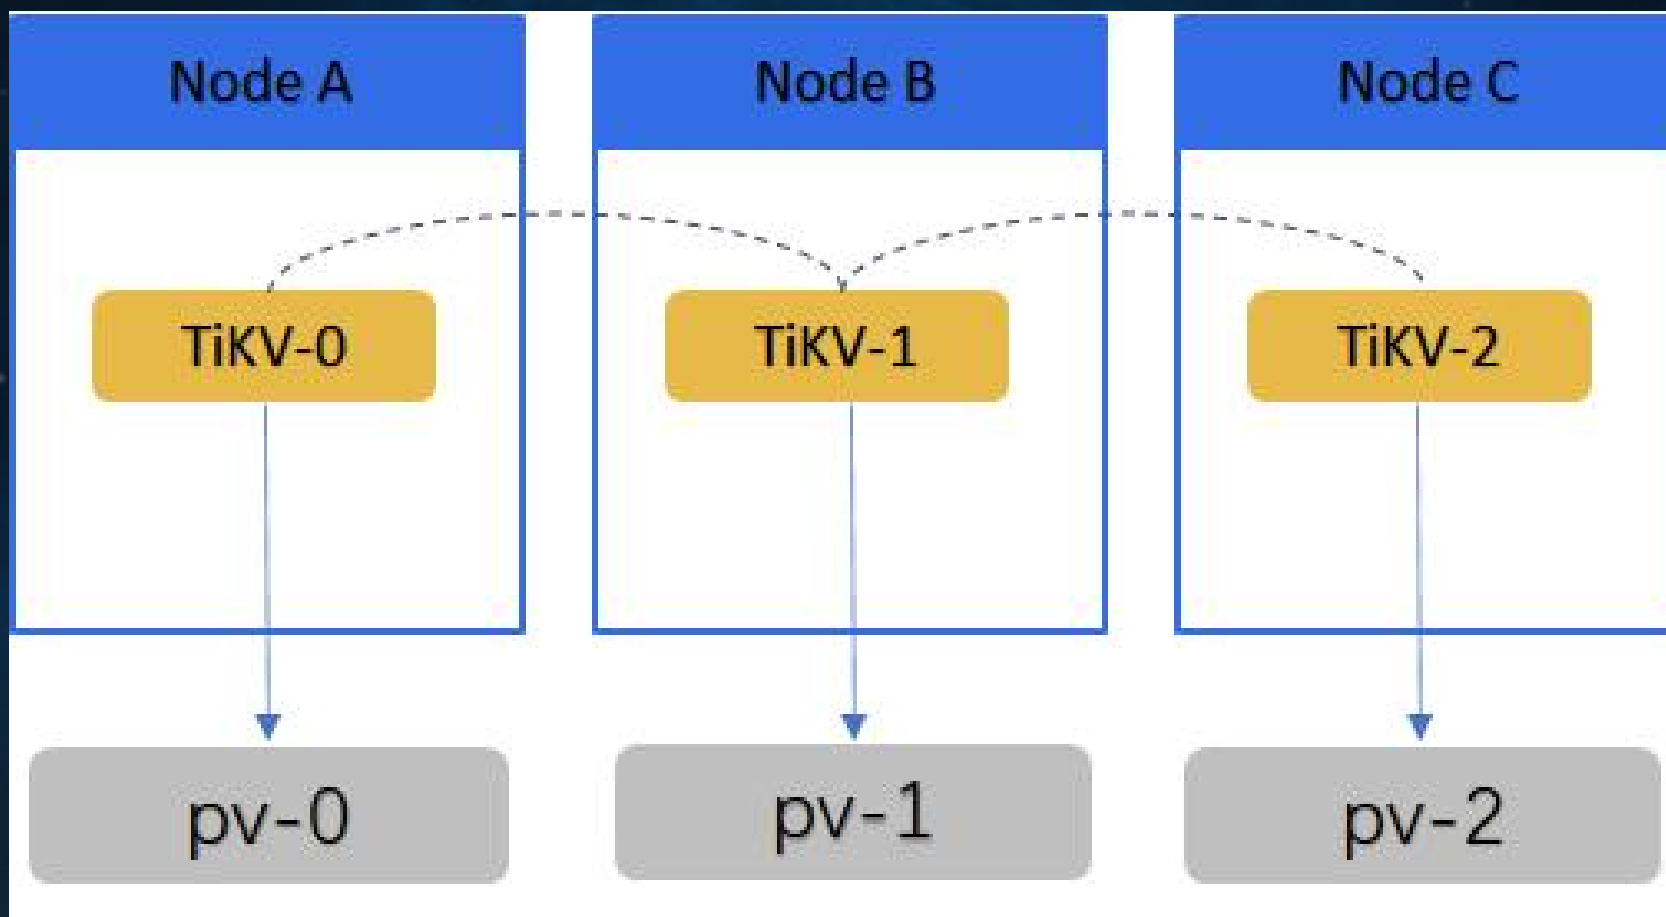 Node A
Node B
Node C
TiKV-0
TiKV-1
TiKV-2
pv-0
pv-1
pv-2